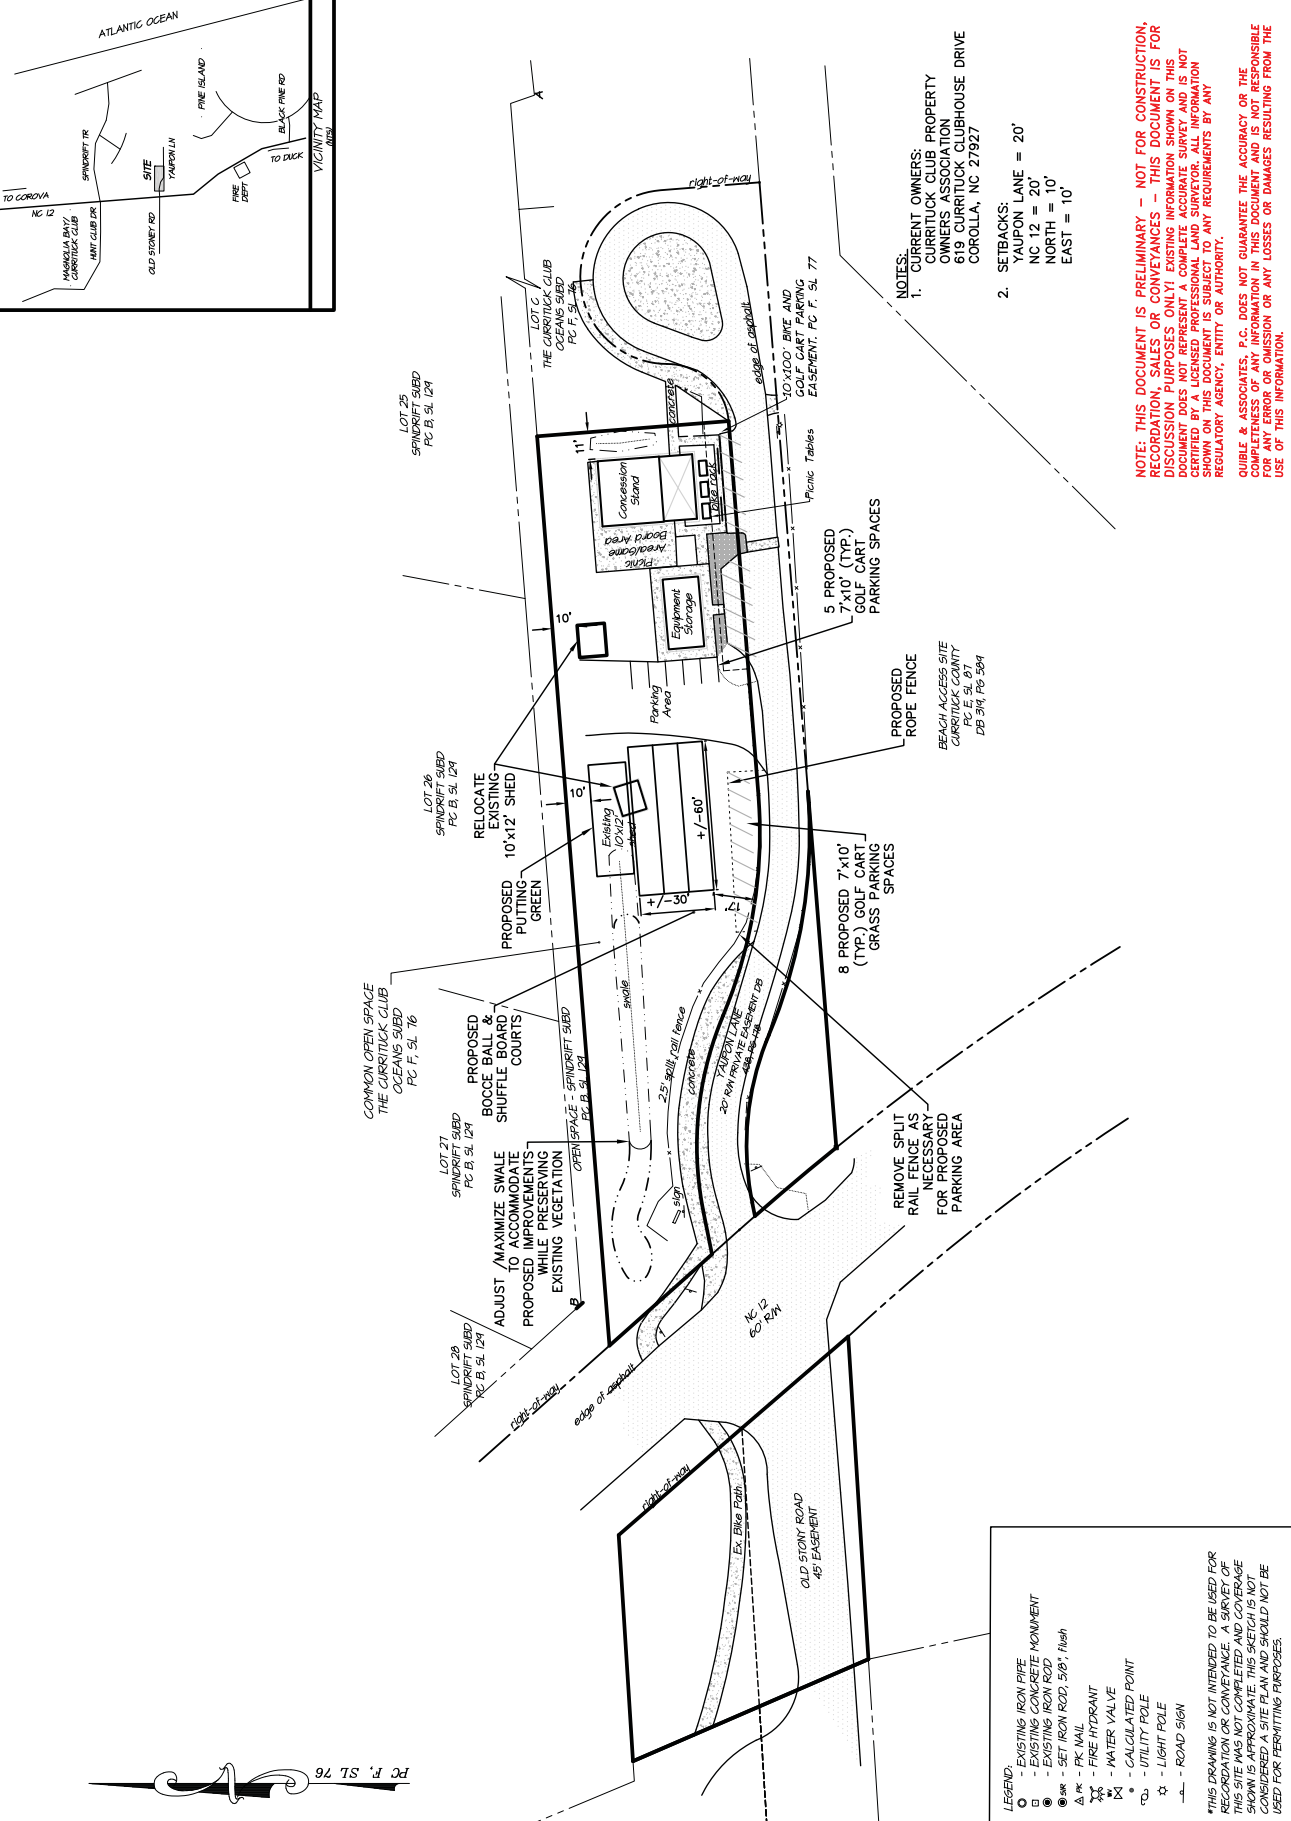 ATLANTIC OCEAN
TO COROVA
NC 12
MAGNOLIA BAY/
CURRITUCK CLUB
HUNT CLUB DR
SPINDRIFT TR
OLD STONEY RD
SITE
YAUPON LN
PINE ISLAND
FIRE
DEPT
BLACK PINE RD
TO DUCK
VICINITY MAP
(NTS)
A
right-of-way
LOT C
THE CURRITUCK CLUB
OCEANS SUBD
PC F, SL 76
LOT 25
SPINDRIFT SUBD
PC B, SL 129
edge of asphalt
10'x100' BIKE AND
GOLF CART PARKING
EASEMENT. PC F. SL 77
concrete
11'
Concession
Stand
bike rack
Picnic Tables
Picnic
Area/Game
Board Area
Equipment
Storage
10'
Parking
Area
5 PROPOSED
7'x10' (TYP.)
GOLF CART
PARKING SPACES
PROPOSED
ROPE FENCE
BEACH ACCESS SITE
CURRITUCK COUNTY
PC E, SL 87
DB 319, PG 584
LOT 26
SPINDRIFT SUBD
PC B, SL 129
RELOCATE
EXISTING
10'x12' SHED
10'
Existing
10'X12'
shed
+/-60'
+/-30'
17'
PROPOSED
PUTTING
GREEN
8 PROPOSED 7'x10'
(TYP.) GOLF CART
GRASS PARKING
SPACES
COMMON OPEN SPACE
THE CURRITUCK CLUB
OCEANS SUBD
PC F, SL 76
PROPOSED
BOCCE BALL &
SHUFFLE BOARD
COURTS
swale
2.5' split rail fence
concrete
YAUPON LANE
20' R/W PRIVATE EASEMENT DB
OPEN SPACE - SPINDRIFT SUBD
PC B, SL 129
LOT 27
SPINDRIFT SUBD
PC B, SL 129
ADJUST /MAXIMIZE SWALE
TO ACCOMMODATE
PROPOSED IMPROVEMENTS
WHILE PRESERVING
EXISTING VEGETATION
sign
REMOVE SPLIT
RAIL FENCE AS
NECESSARY
FOR PROPOSED
PARKING AREA
B
LOT 28
SPINDRIFT SUBD
PC B, SL 129
right-of-way
edge of asphalt
NC 12
60' R/W
right-of-way
Ex. Bike Path
OLD STONY ROAD
45' EASEMENT
PC F, SL 76
NOTES:
1. CURRENT OWNERS:
CURRITUCK CLUB PROPERTY
OWNERS ASSOCIATION
619 CURRITUCK CLUBHOUSE DRIVE
COROLLA, NC 27927
2. SETBACKS:
YAUPON LANE = 20'
NC 12 = 20'
NORTH = 10'
EAST = 10'
NOTE: THIS DOCUMENT IS PRELIMINARY - NOT FOR CONSTRUCTION,
RECORDATION, SALES OR CONVEYANCES - THIS DOCUMENT IS FOR
DISCUSSION PURPOSES ONLY! EXISTING INFORMATION SHOWN ON THIS
DOCUMENT DOES NOT REPRESENT A COMPLETE ACCURATE SURVEY AND IS NOT
CERTIFIED BY A LICENSED PROFESSIONAL LAND SURVEYOR. ALL INFORMATION
SHOWN ON THIS DOCUMENT IS SUBJECT TO ANY REQUIREMENTS BY ANY
REGULATORY AGENCY, ENTITY OR AUTHORITY.
QUIBLE & ASSOCIATES, P.C. DOES NOT GUARANTEE THE ACCURACY OR THE
COMPLETENESS OF ANY INFORMATION IN THIS DOCUMENT AND IS NOT RESPONSIBLE
FOR ANY ERROR OR OMISSION OR ANY LOSSES OR DAMAGES RESULTING FROM THE
USE OF THIS INFORMATION.
LEGEND:
- EXISTING IRON PIPE
- EXISTING CONCRETE MONUMENT
- EXISTING IRON ROD
SIR - SET IRON ROD, 5/8", flush
PK - PK NAIL
- FIRE HYDRANT
WV - WATER VALVE
- CALCULATED POINT
- UTILITY POLE
- LIGHT POLE
- ROAD SIGN
*THIS DRAWING IS NOT INTENDED TO BE USED FOR
RECORDATION OR CONVEYANCE. A SURVEY OF
THIS SITE WAS NOT COMPLETED AND COVERAGE
SHOWN IS APPROXIMATE. THIS SKETCH IS NOT
CONSIDERED A SITE PLAN AND SHOULD NOT BE
USED FOR PERMITTING PURPOSES.